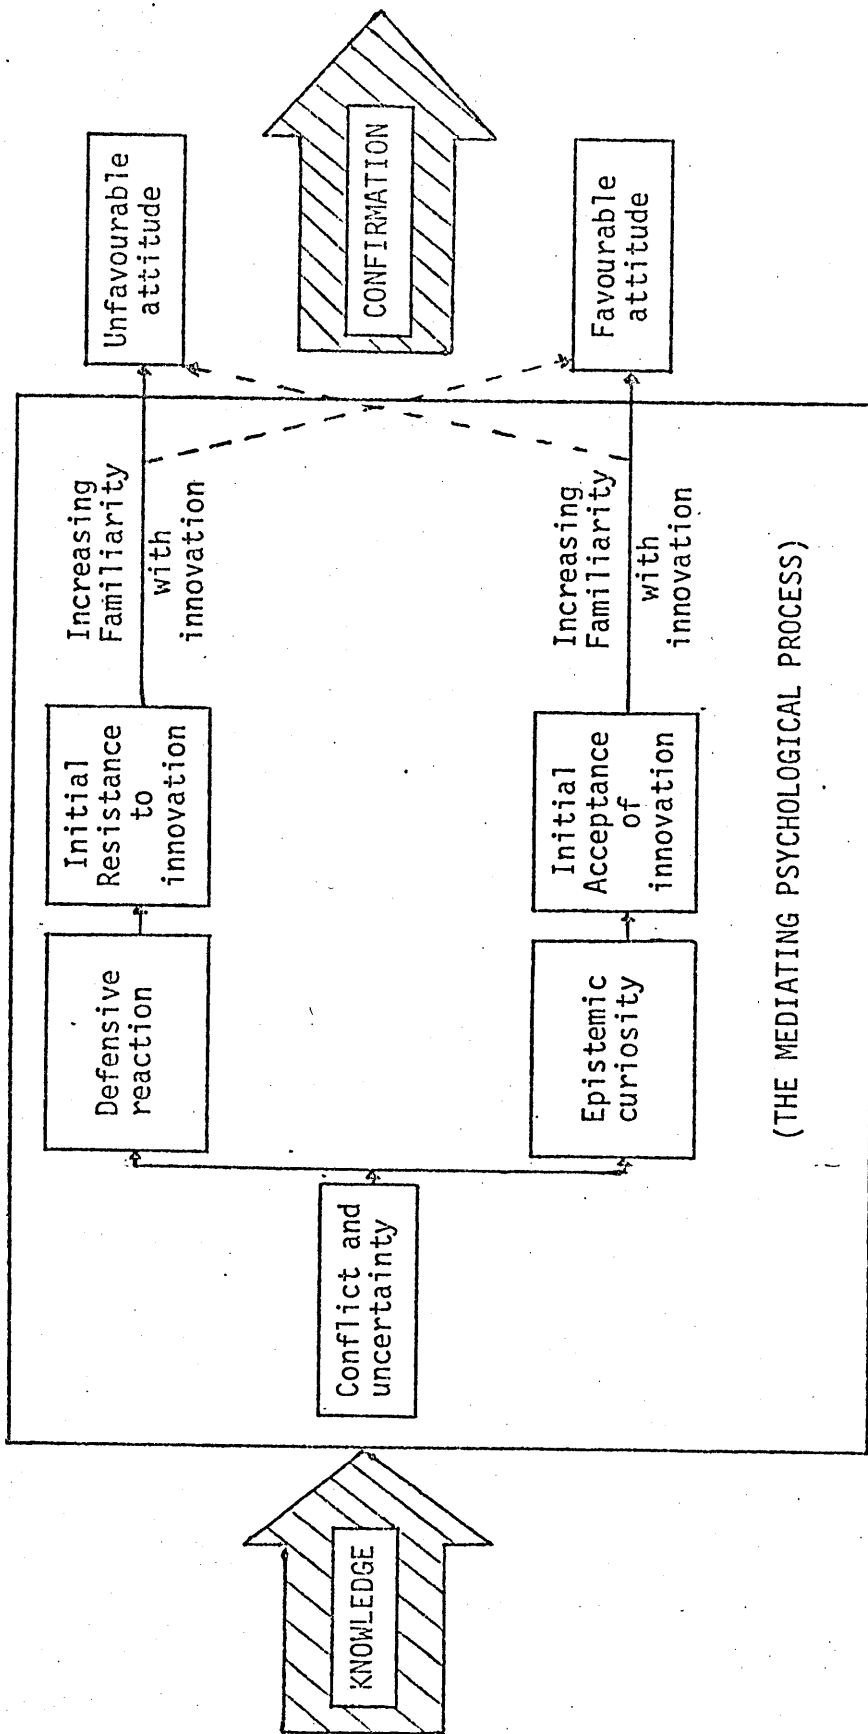 KNOWLEDGE
Conflict and
uncertainty
Defensive
reaction
Initial
Resistance
to
innovation
Increasing
Familiarity
with
innovation
Unfavourable
attitude
Epistemic
curiosity
Initial
Acceptance
of
innovation
Increasing
Familiarity
with
innovation
Favourable
attitude
CONFIRMATION
(THE MEDIATING PSYCHOLOGICAL PROCESS)